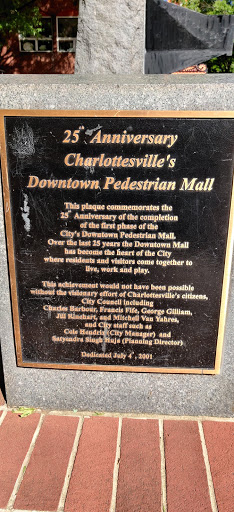 25th Anniversary
Charlottesville's
Downtown Pedestrian Mall
This plaque commemorates the
25th Anniversary of the completion
of the first phase of the
City's Downtown Pedestrian Mall.
Over the last 25 years the Downtown Mall
has become the heart of the City
where residents and visitors come together to
live, work and play.
This achievement would not have been possible
without the visionary effort of Charlottesville's citizens,
City Council including
Charles Barbour, Francis Fife, George Gilliam,
Jill Rinehart, and Mitchell Van Yahres,
and City staff such as
Cole Hendrix (City Manager) and
Satyendra Singh Huja (Planning Director)
Dedicated July 4th, 2001